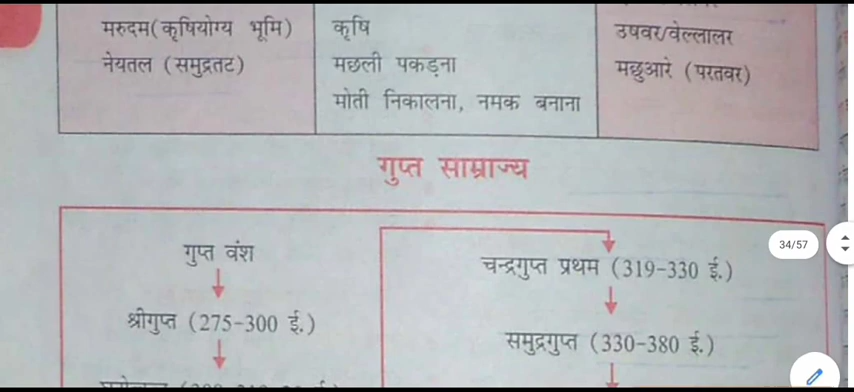 मरुदम(कृषियोग्य भूमि) कृषि उषवर/वेल्लालर
नेयतल (समुद्रतट) मछली पकड़ना मछुआरे (परतवर)
मोती निकालना, नमक बनाना
गुप्त साम्राज्य
गुप्त वंश
श्रीगुप्त (275-300 ई.)
चन्द्रगुप्त प्रथम (319-330 ई.)
समुद्रगुप्त (330-380 ई.)
34/57